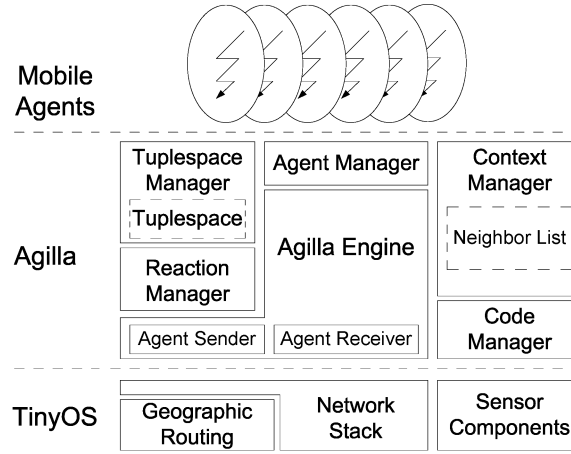 Mobile
Agents
Agilla
Tuplespace
Manager
Tuplespace
Reaction
Manager
Agent Manager
Agilla Engine
Agent Sender
Agent Receiver
Context
Manager
Neighbor List
Code
Manager
TinyOS
Geographic
Routing
Network
Stack
Sensor
Components